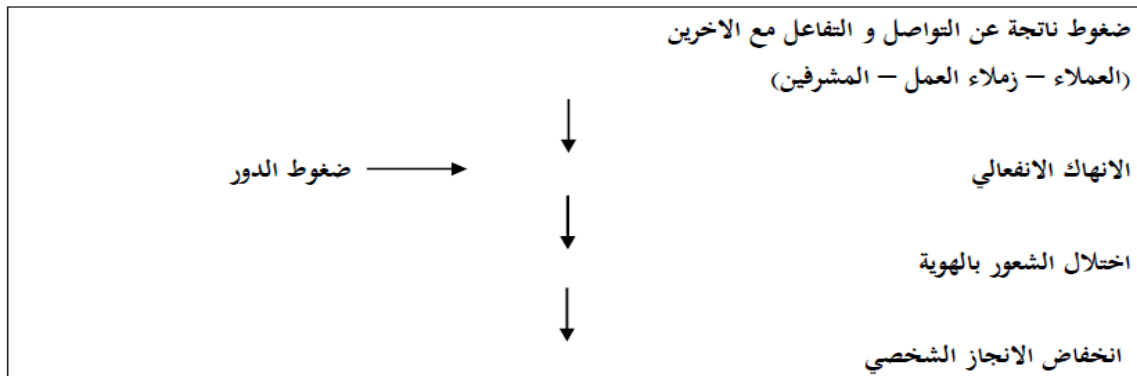 ضغوط ناتجة عن التواصل و التفاعل مع الاخرين
(العملاء – زملاء العمل – المشرفين)
الانهاك الانفعالي
ضغوط الدور
اختلال الشعور بالهوية
انخفاض الانجاز الشخصي